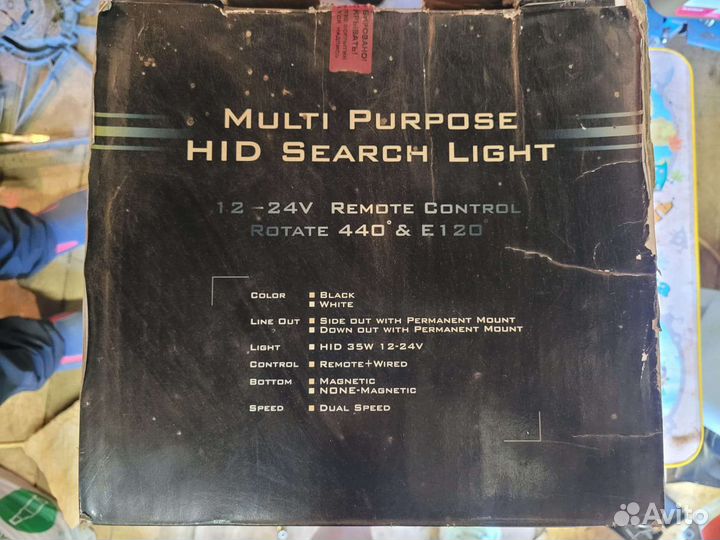 МБИРОВАНО!
КРЫВАТЬ!
MULTI PURPOSE
HID SEARCH LIGHT
12-24V REMOTE CONTROL
ROTATE 440° & E120°
COLOR ▪ BLACK
▪ WHITE
LINE OUT ▪ SIDE OUT WITH PERMANENT MOUNT
▪ DOWN OUT WITH PERMANENT MOUNT
LIGHT ▪ HID 35W 12-24V
CONTROL ▪ REMOTE+WIRED
BOTTOM ▪ MAGNETIC
▪ NONE-MAGNETIC
SPEED ▪ DUAL SPEED
Avito